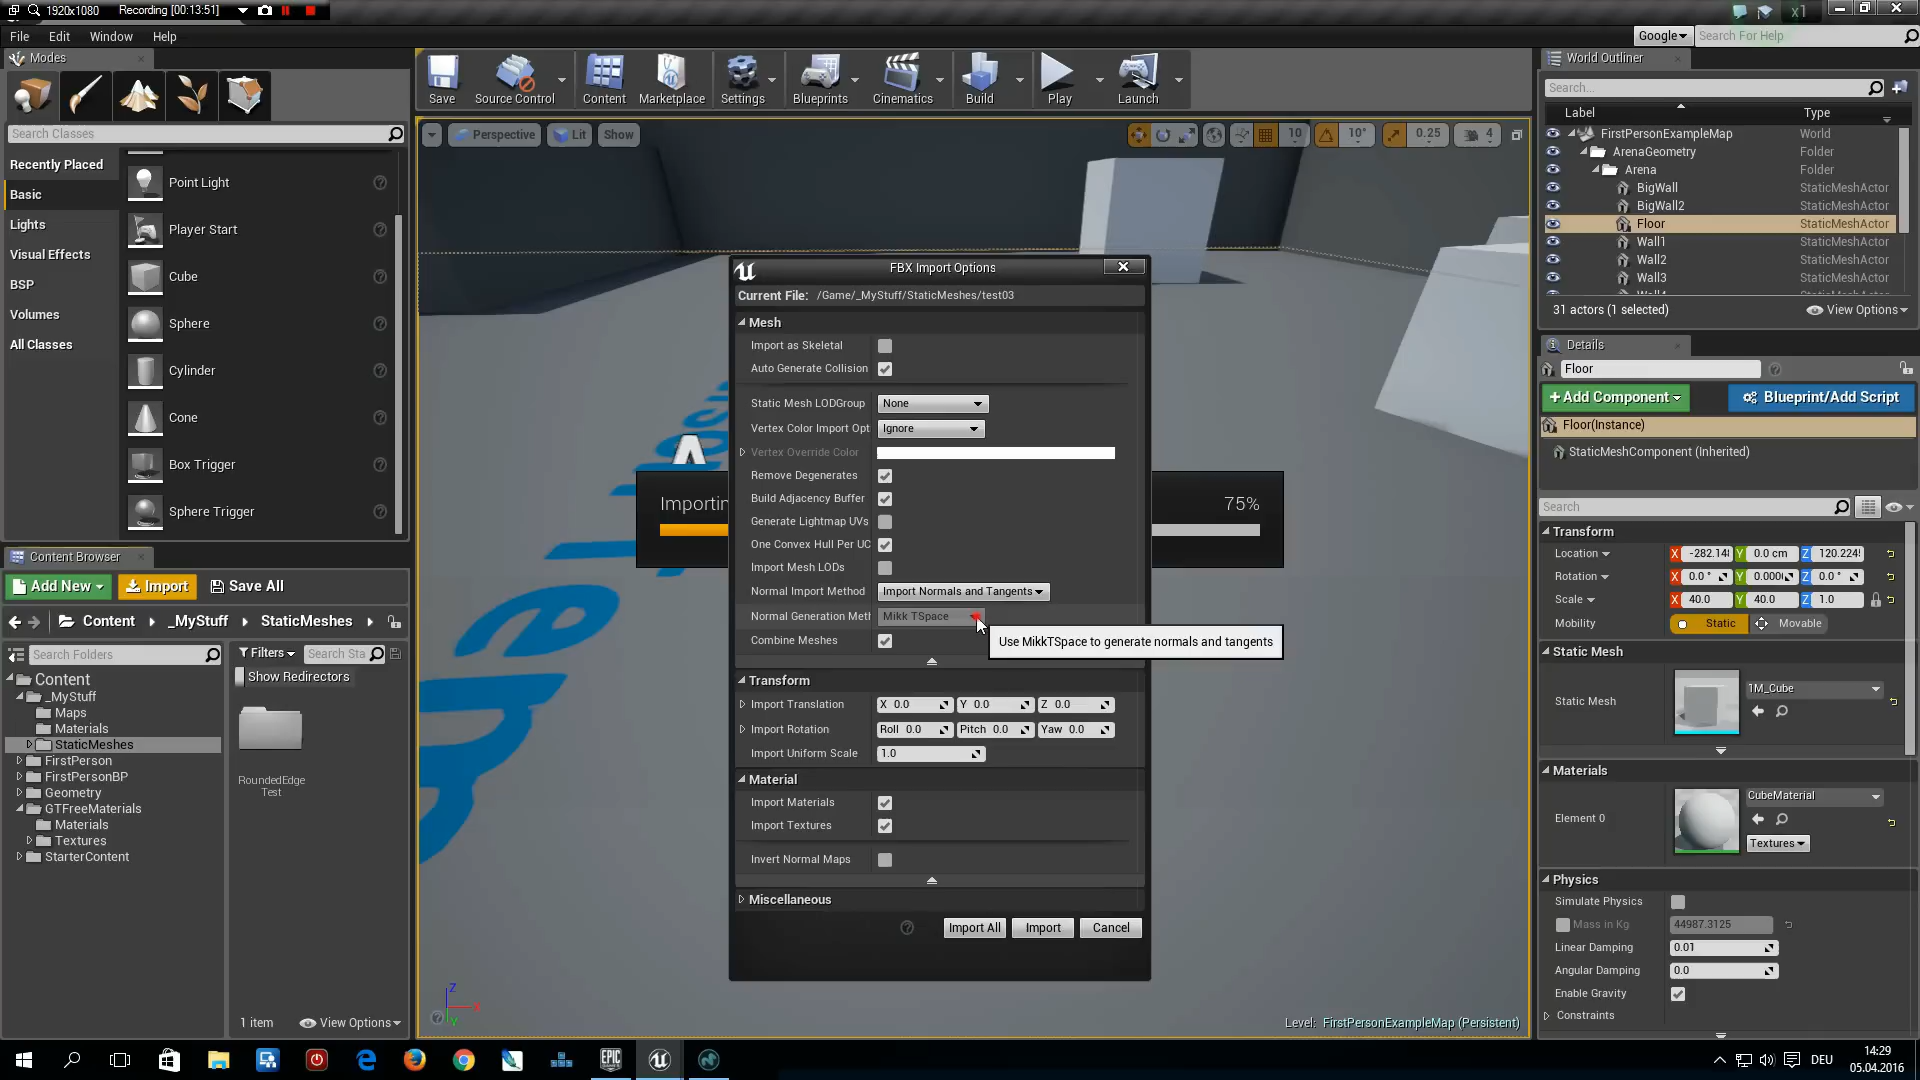 1920x1080 Recording [00:13:51] x1
File Edit Window Help Google Search For Help
Modes
Search Classes
Recently Placed
Basic
Lights
Visual Effects
BSP
Volumes
All Classes
Point Light
Player Start
Cube
Sphere
Cylinder
Cone
Box Trigger
Sphere Trigger
Save Source Control Content Marketplace Settings Blueprints Cinematics Build Play Launch
Perspective Lit Show 10 10° 0.25 4
Importin 75%
FBX Import Options
Current File: /Game/_MyStuff/StaticMeshes/test03
Mesh
Import as Skeletal
Auto Generate Collision
Static Mesh LODGroup None
Vertex Color Import Opt Ignore
Vertex Override Color
Remove Degenerates
Build Adjacency Buffer
Generate Lightmap UVs
One Convex Hull Per UC
Import Mesh LODs
Normal Import Method Import Normals and Tangents
Normal Generation Met Mikk TSpace
Use MikkTSpace to generate normals and tangents
Combine Meshes
Transform
Import Translation X 0.0 Y 0.0 Z 0.0
Import Rotation Roll 0.0 Pitch 0.0 Yaw 0.0
Import Uniform Scale 1.0
Material
Import Materials
Import Textures
Invert Normal Maps
Miscellaneous
Import All Import Cancel
Level: FirstPersonExampleMap (Persistent)
Z
X
Y
Content Browser
Add New Import Save All
Content _MyStuff StaticMeshes
Search Folders Filters Search Sta
Show Redirectors
Content
_MyStuff
Maps
Materials
StaticMeshes
FirstPerson
FirstPersonBP
Geometry
GTFreeMaterials
Materials
Textures
StarterContent
RoundedEdge
Test
1 item View Options
World Outliner
Search...
Label Type
FirstPersonExampleMap World
ArenaGeometry Folder
Arena Folder
BigWall StaticMeshActor
BigWall2 StaticMeshActor
Floor StaticMeshActor
Wall1 StaticMeshActor
Wall2 StaticMeshActor
Wall3 StaticMeshActor
31 actors (1 selected) View Options
Details
Floor
+Add Component Blueprint/Add Script
Floor(Instance)
StaticMeshComponent (Inherited)
Search
Transform
Location X -282.14 Y 0.0 cm Z 120.224
Rotation X 0.0 ° Y 0.000 Z 0.0 °
Scale X 40.0 Y 40.0 Z 1.0
Mobility Static Movable
Static Mesh
Static Mesh 1M_Cube
Materials
Element 0 CubeMaterial
Textures
Physics
Simulate Physics
Mass in Kg 44987.3125
Linear Damping 0.01
Angular Damping 0.0
Enable Gravity
Constraints
EPIC GAMES
DEU
14:29
05.04.2016